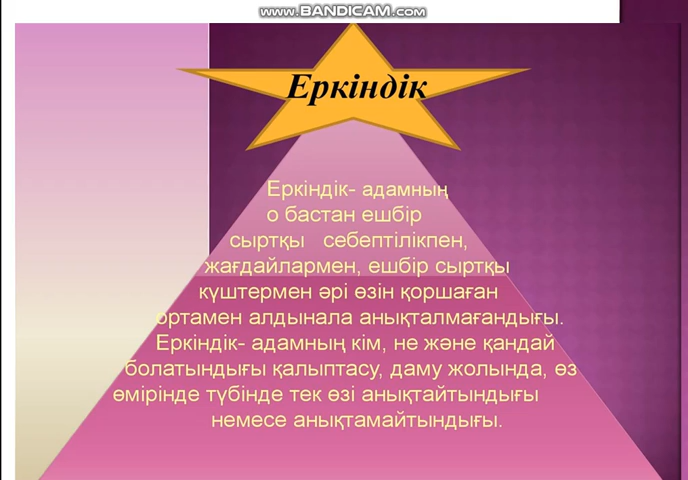 www.BANDICAM.com
Еркіндік
Еркіндік- адамның
о бастан ешбір
сыртқы себептілікпен,
жағдайлармен, ешбір сыртқы
күштермен әрі өзін қоршаған
ортамен алдынала анықталмағандығы.
Еркіндік- адамның кім, не және қандай
болатындығы қалыптасу, даму жолында, өз
өмірінде түбінде тек өзі анықтайтындығы
немесе анықтамайтындығы.